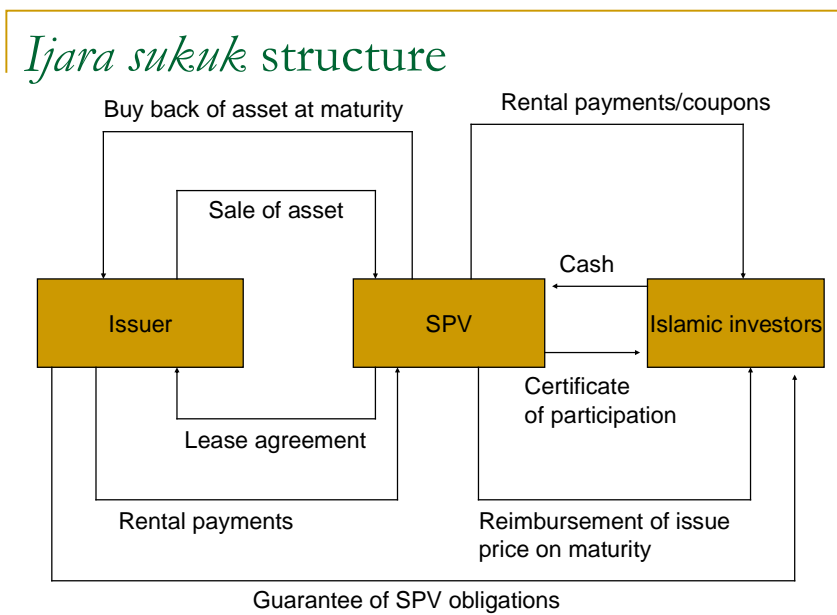 Ijara sukuk structure
Buy back of asset at maturity
Rental payments/coupons
Sale of asset
Cash
Issuer
SPV
Islamic investors
Certificate
of participation
Lease agreement
Rental payments
Reimbursement of issue
price on maturity
Guarantee of SPV obligations